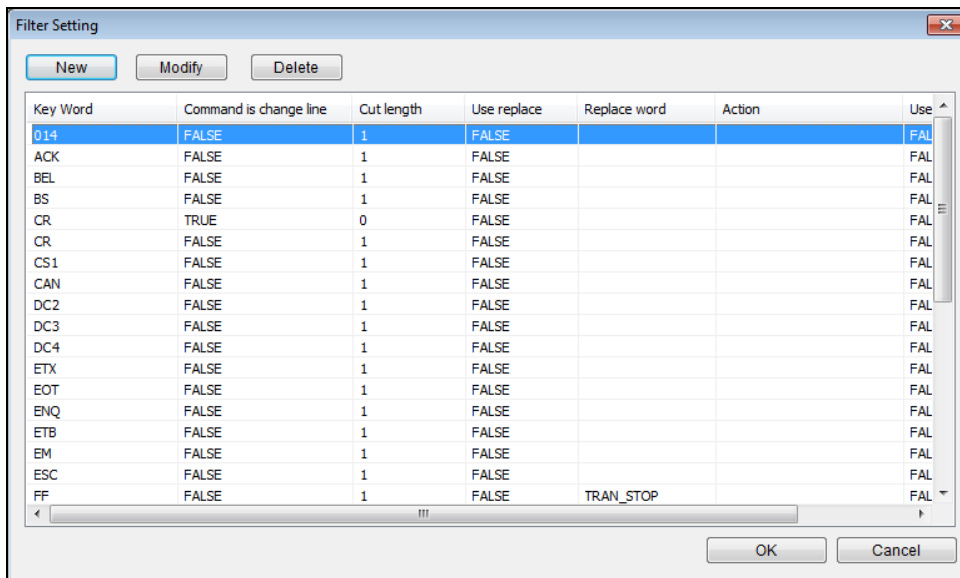 Filter Setting
New Modify Delete
Key Word Command is change line Cut length Use replace Replace word Action Use
014 FALSE 1 FALSE FAL
ACK FALSE 1 FALSE FAL
BEL FALSE 1 FALSE FAL
BS FALSE 1 FALSE FAL
CR TRUE 0 FALSE FAL
CR FALSE 1 FALSE FAL
CS1 FALSE 1 FALSE FAL
CAN FALSE 1 FALSE FAL
DC2 FALSE 1 FALSE FAL
DC3 FALSE 1 FALSE FAL
DC4 FALSE 1 FALSE FAL
ETX FALSE 1 FALSE FAL
EOT FALSE 1 FALSE FAL
ENQ FALSE 1 FALSE FAL
ETB FALSE 1 FALSE FAL
EM FALSE 1 FALSE FAL
ESC FALSE 1 FALSE FAL
FF FALSE 1 FALSE TRAN_STOP FAL
OK Cancel